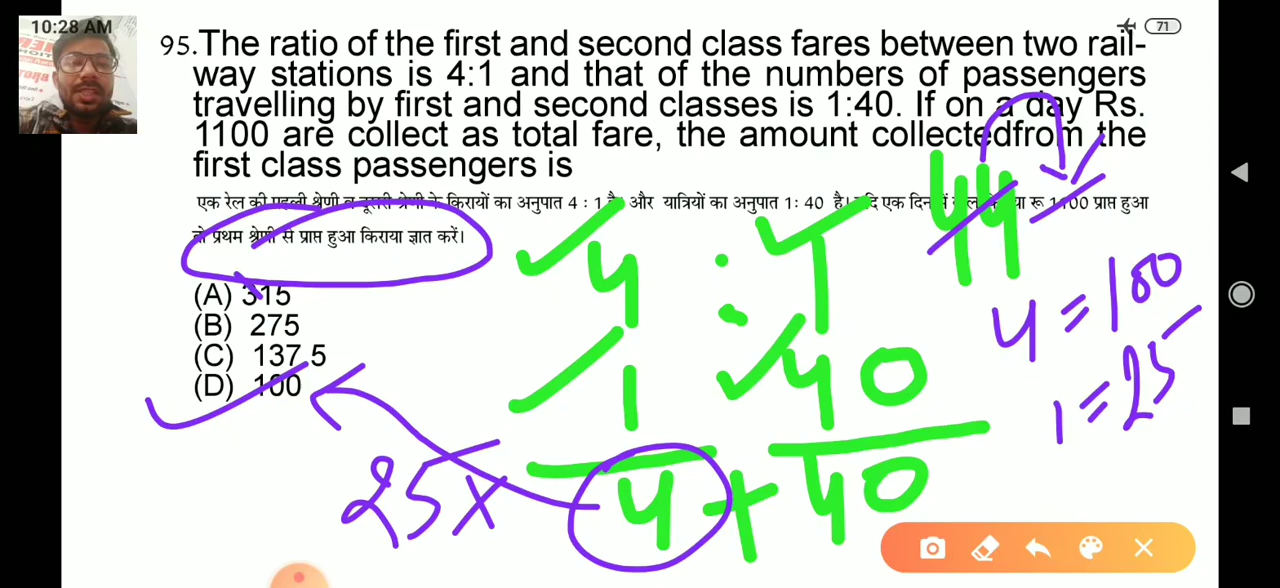 10:28 AM
71
95.The ratio of the first and second class fares between two rail-
way stations is 4:1 and that of the numbers of passengers
travelling by first and second classes is 1:40. If on a day Rs.
1100 are collect as total fare, the amount collectedfrom the
first class passengers is
एक रेल की पहली श्रेणी व दूसरी श्रेणी के किरायों का अनुपात 4 : 1 है। और यात्रियों का अनुपात 1: 40 है। यदि एक दिन में कुल किराया रू 1100 प्राप्त हुआ
तो प्रथम श्रेणी से प्राप्त हुआ किराया ज्ञात करें।
(A) 315
(B) 275
(C) 137.5
(D) 100
44
4 : 1
1 : 40
4 + 40
4 = 100
1 = 25
25 x